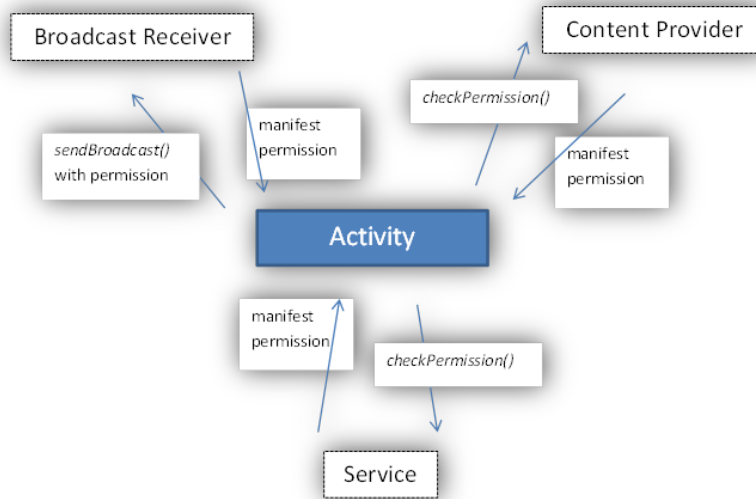 Broadcast Receiver
Content Provider
checkPermission()
manifest
permission
sendBroadcast()
with permission
manifest
permission
Activity
manifest
permission
checkPermission()
Service